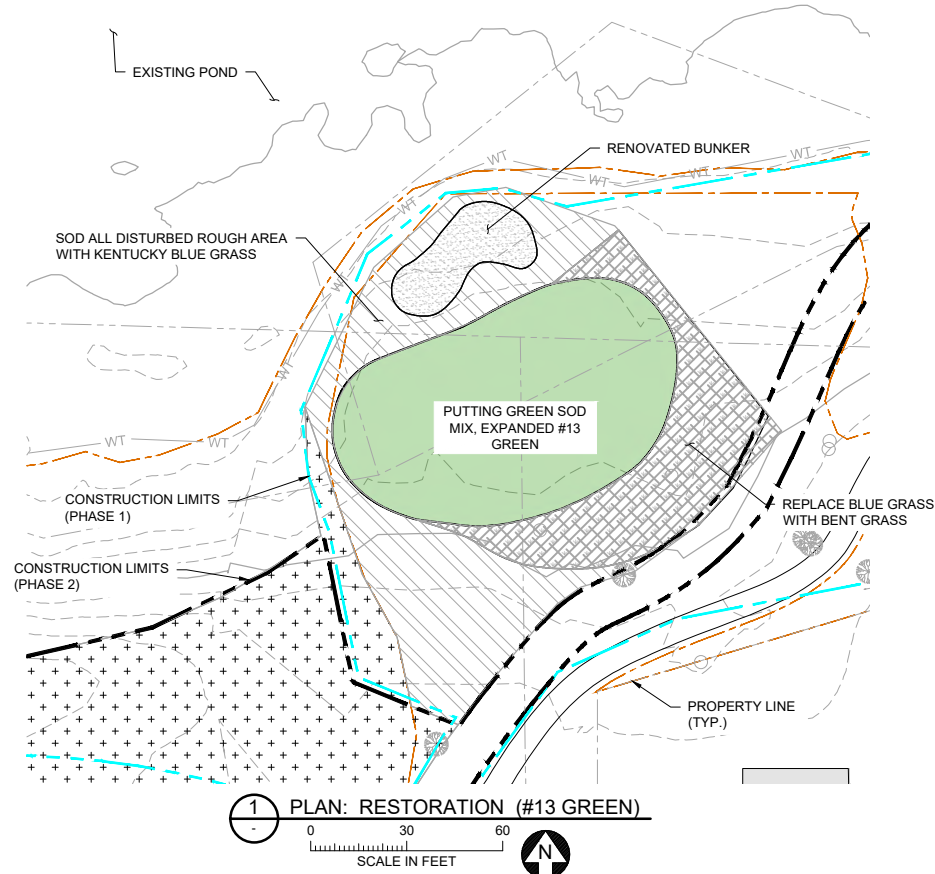 EXISTING POND
WT
RENOVATED BUNKER
WT
WT
WT
WT
SOD ALL DISTURBED ROUGH AREA
WITH KENTUCKY BLUE GRASS
WT
WT
WT
WT
PUTTING GREEN SOD
MIX, EXPANDED #13
GREEN
CONSTRUCTION LIMITS
(PHASE 1)
REPLACE BLUE GRASS
WITH BENT GRASS
CONSTRUCTION LIMITS
(PHASE 2)
PROPERTY LINE
(TYP.)
1
-
PLAN: RESTORATION (#13 GREEN)
0 30 60
SCALE IN FEET
N